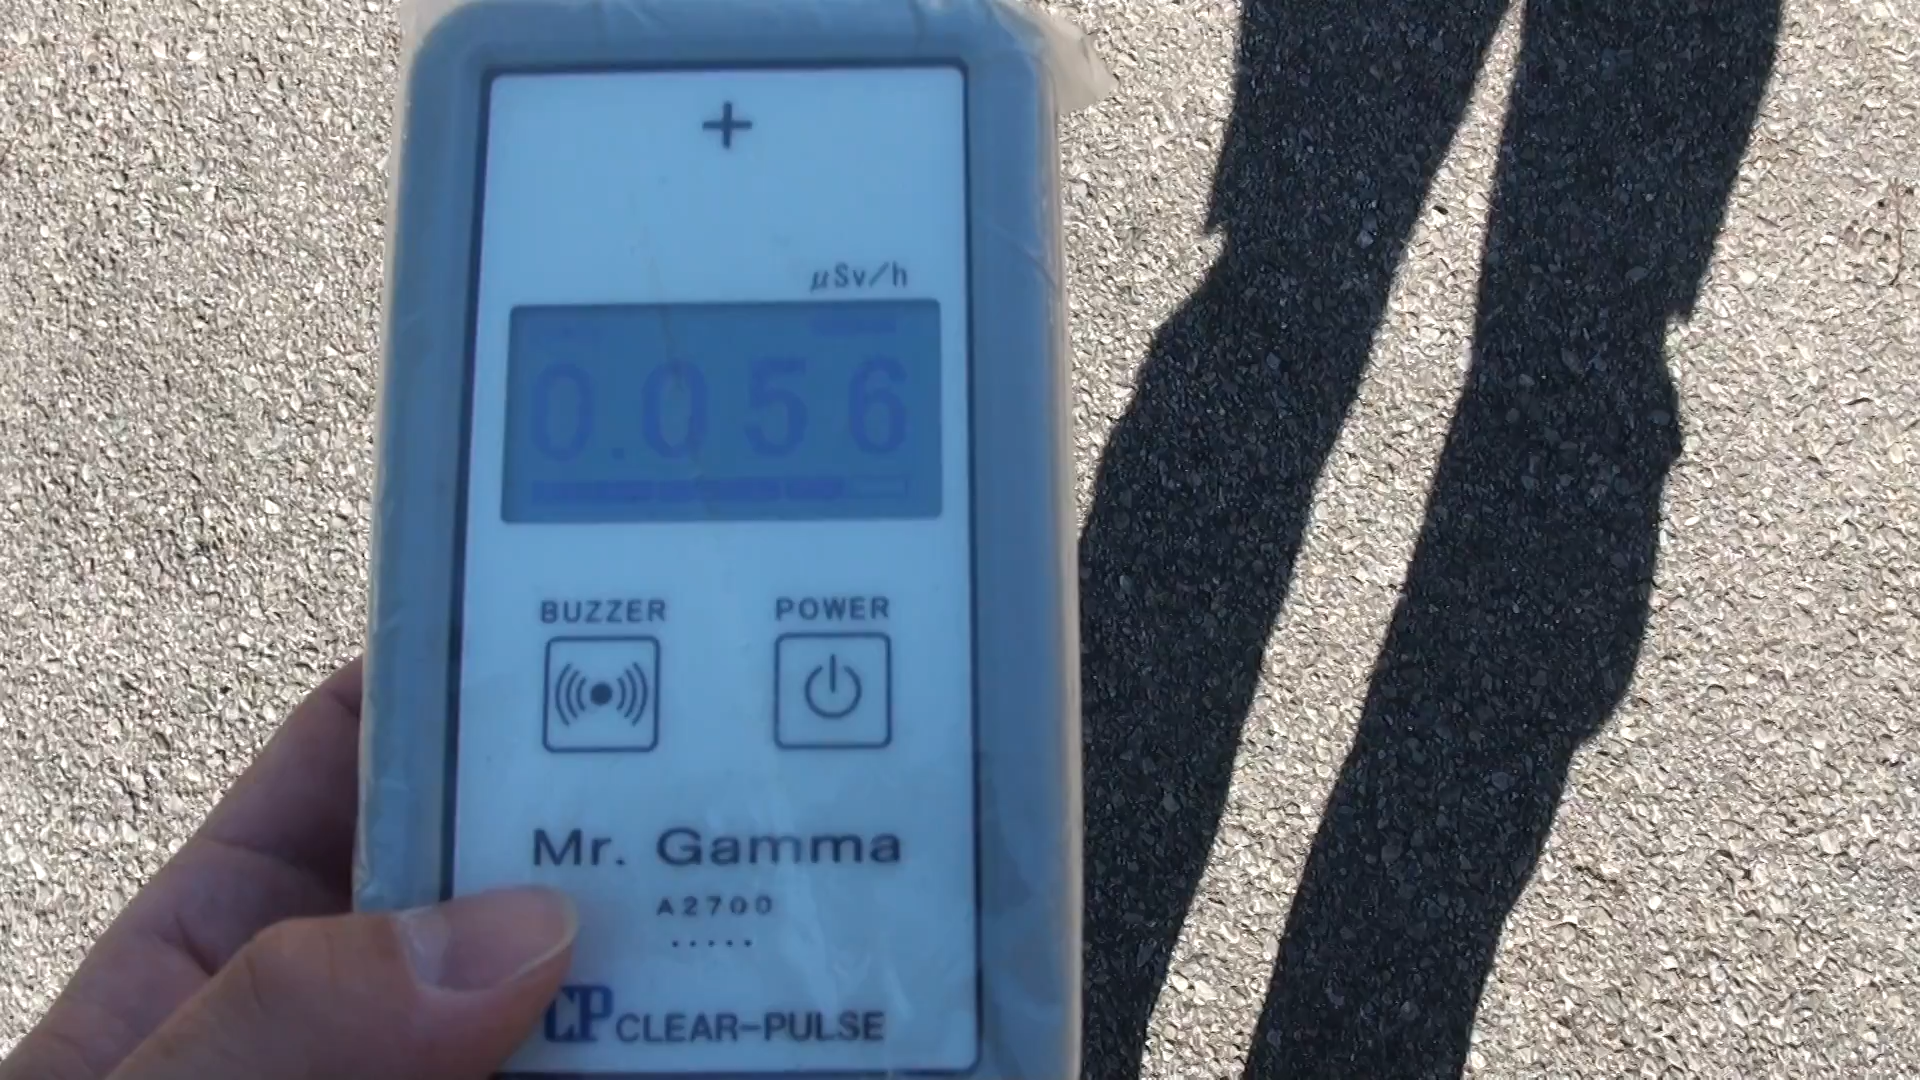 +
μSv/h
0.056
BUZZER POWER
Mr. Gamma
A2700
CP CLEAR-PULSE